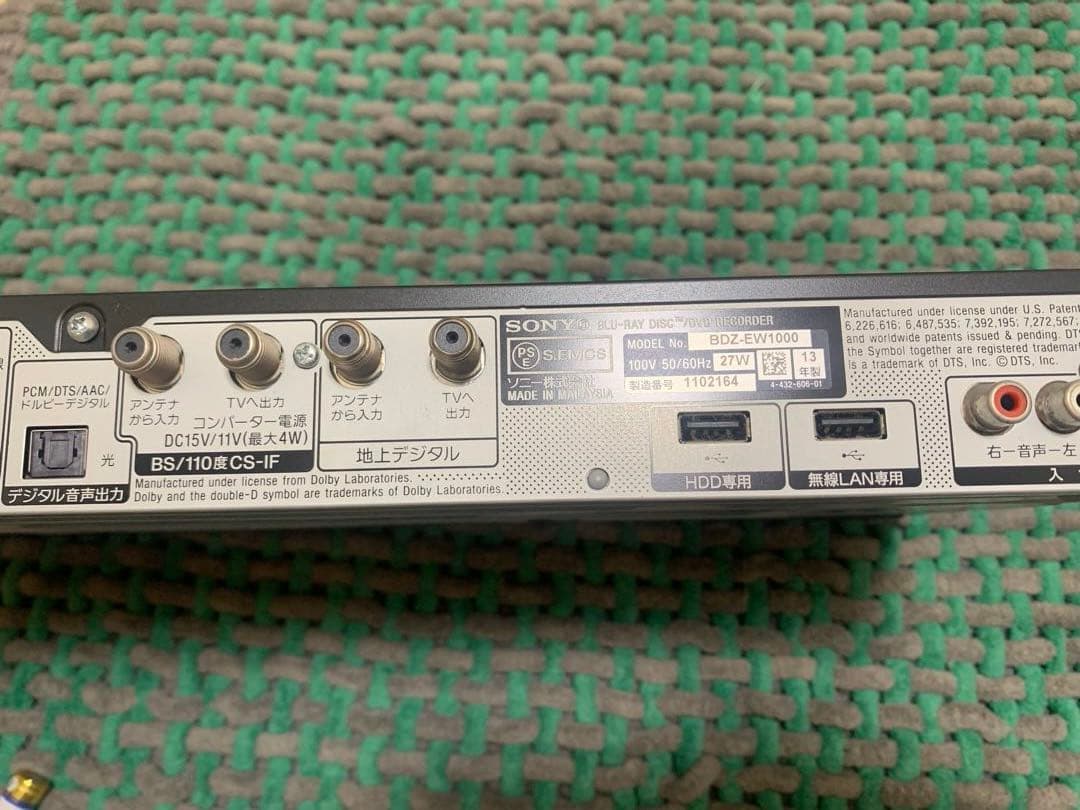 PCM/DTS/AAC/
ドルビーデジタル
光
デジタル音声出力
アンテナ
から入力
TVへ出力
コンバーター電源
DC15V/11V(最大4W)
BS/110度CS-IF
アンテナ
から入力
TVへ
出力
地上デジタル
Manufactured under license from Dolby Laboratories.
Dolby and the double-D symbol are trademarks of Dolby Laboratories.
SONY BLU-RAY DISC™/DVD RECORDER
PS
E
S.EMCS
MODEL No. BDZ-EW1000
100V 50/60Hz 27W
13
年製
ソニー株式会社
製造番号 1102164
4-432-606-01
MADE IN MALAYSIA
HDD専用
無線LAN専用
Manufactured under license under U.S. Paten
6,226,616; 6,487,535; 7,392,195; 7,272,567;
and worldwide patents issued & pending. DT
the Symbol together are registered tradema
is a trademark of DTS, Inc. ©DTS, Inc.
右ー音声ー左
入